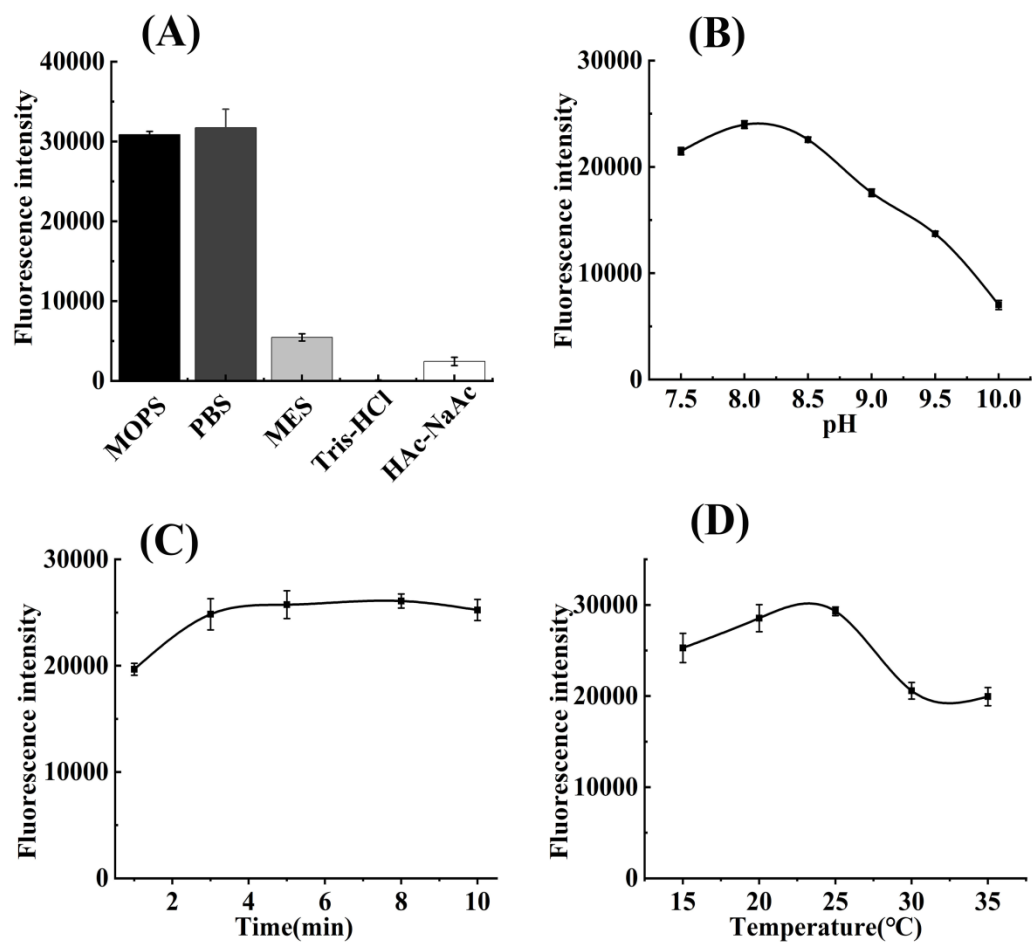 (A)
Fluorescence intensity
40000
30000
20000
10000
0
MOPS
PBS
MES
Tris-HCl
HAc-NaAc
(B)
Fluorescence intensity
30000
20000
10000
0
7.5 8.0 8.5 9.0 9.5 10.0
pH
(C)
Fluorescence intensity
30000
20000
10000
0
2 4 6 8 10
Time(min)
(D)
Fluorescence intensity
30000
20000
10000
0
15 20 25 30 35
Temperature(℃)